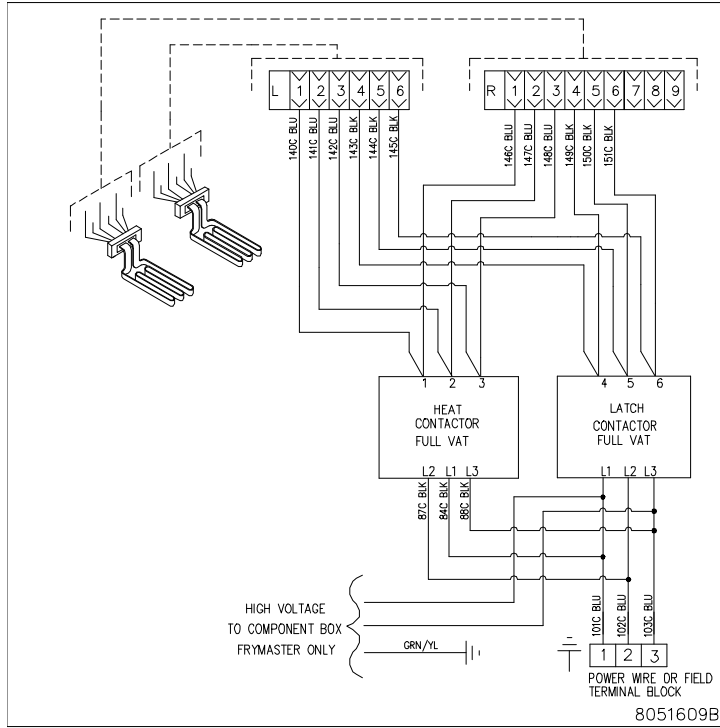 L 1 2 3 4 5 6
R 1 2 3 4 5 6 7 8 9
140C BLU
141C BLU
142C BLU
143C BLK
144C BLK
145C BLK
146C BLU
147C BLU
148C BLU
149C BLK
150C BLK
151C BLK
1 2 3
HEAT
CONTACTOR
FULL VAT
L2 L1 L3
4 5 6
LATCH
CONTACTOR
FULL VAT
L1 L2 L3
87C BLK
84C BLK
88C BLK
HIGH VOLTAGE
TO COMPONENT BOX
FRYMASTER ONLY
GRN/YL
101C BLU
102C BLU
103C BLU
1 2 3
POWER WIRE OR FIELD
TERMINAL BLOCK
8051609B